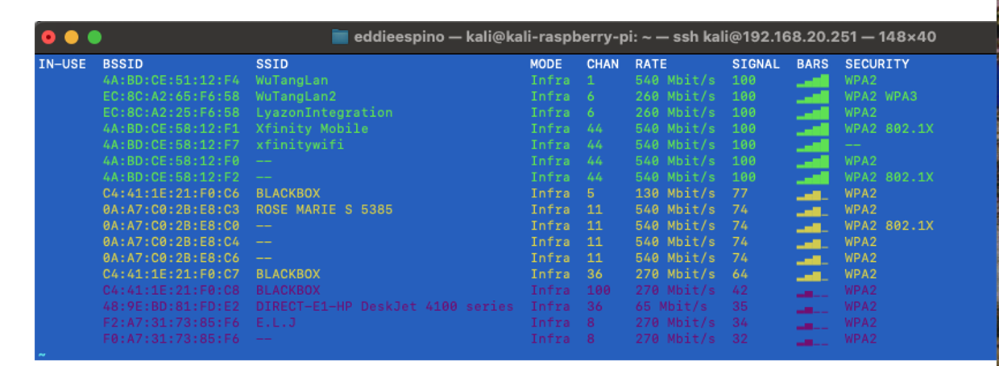 eddieespino — kali@kali-raspberry-pi: ~ — ssh kali@192.168.20.251 — 148×40
IN-USE BSSID SSID MODE CHAN RATE SIGNAL BARS SECURITY
4A:BD:CE:51:12:F4 WuTangLan Infra 1 540 Mbit/s 100 WPA2
EC:8C:A2:65:F6:58 WuTangLan2 Infra 6 260 Mbit/s 100 WPA2 WPA3
EC:8C:A2:25:F6:58 LyazonIntegration Infra 6 260 Mbit/s 100 WPA2
4A:BD:CE:58:12:F1 Xfinity Mobile Infra 44 540 Mbit/s 100 WPA2 802.1X
4A:BD:CE:58:12:F7 xfinitywifi Infra 44 540 Mbit/s 100 --
4A:BD:CE:58:12:F0 -- Infra 44 540 Mbit/s 100 WPA2
4A:BD:CE:58:12:F2 -- Infra 44 540 Mbit/s 100 WPA2 802.1X
C4:41:1E:21:F0:C6 BLACKBOX Infra 5 130 Mbit/s 77 WPA2
0A:A7:C0:2B:E8:C3 ROSE MARIE S 5385 Infra 11 540 Mbit/s 74 WPA2
0A:A7:C0:2B:E8:C0 -- Infra 11 540 Mbit/s 74 WPA2 802.1X
0A:A7:C0:2B:E8:C4 -- Infra 11 540 Mbit/s 74 WPA2
0A:A7:C0:2B:E8:C6 -- Infra 11 540 Mbit/s 74 WPA2
C4:41:1E:21:F0:C7 BLACKBOX Infra 36 270 Mbit/s 64 WPA2
C4:41:1E:21:F0:C8 BLACKBOX Infra 100 270 Mbit/s 42 WPA2
48:9E:BD:81:FD:E2 DIRECT-E1-HP DeskJet 4100 series Infra 36 65 Mbit/s 35 WPA2
F2:A7:31:73:85:F6 E.L.J Infra 8 270 Mbit/s 34 WPA2
F0:A7:31:73:85:F6 -- Infra 8 270 Mbit/s 32 WPA2
~